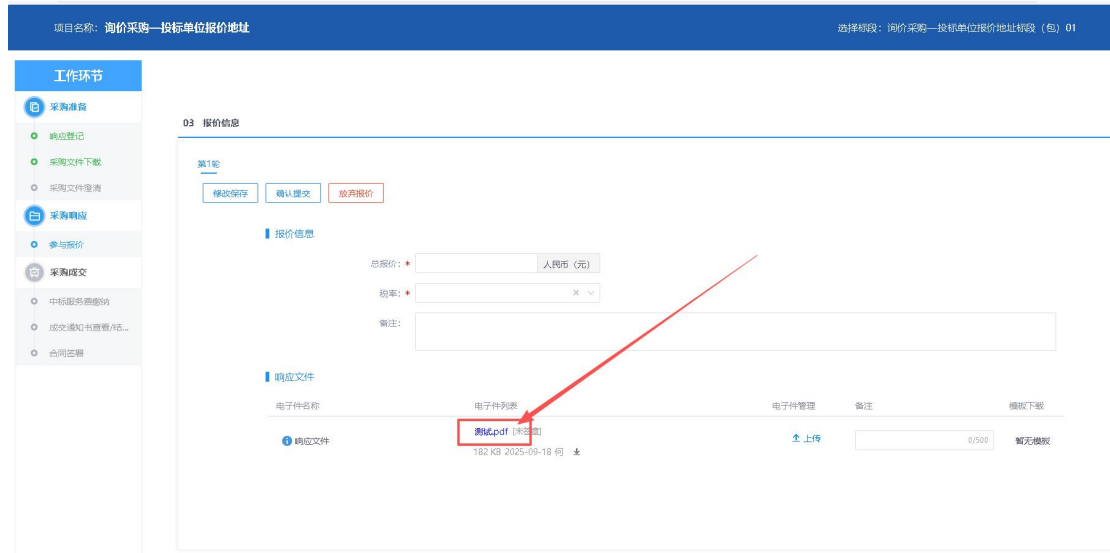 项目名称: 询价采购—投标单位报价地址
选择标段: 询价采购—投标单位报价地址标段（包）01
工作环节
采购准备
响应登记
采购文件下载
采购文件澄清
采购响应
参与报价
采购成交
中标服务费缴纳
成交通知书查看/结...
合同签署
03 报价信息
第1轮
修改保存 确认提交 放弃报价
报价信息
总报价: * 人民币（元）
税率: *
备注:
响应文件
电子件名称 电子件列表 电子件管理 备注 模板下载
响应文件 测试.pdf [未签章] 上传 0/500 暂无模板
182 KB 2025-09-18 何